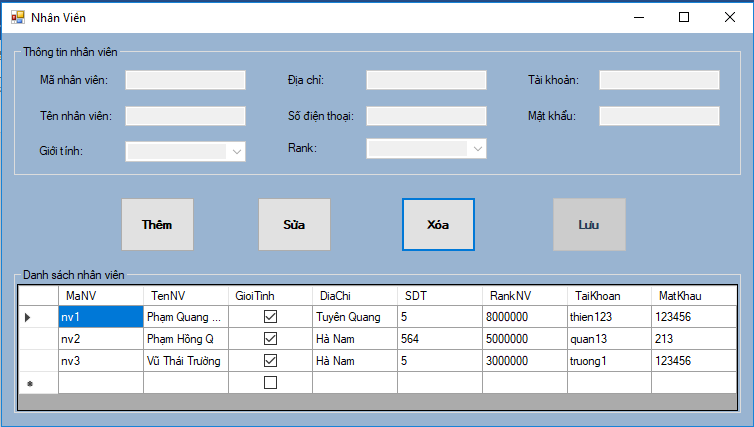 Nhân Viên
Thông tin nhân viên
Mã nhân viên: Địa chỉ: Tài khoản:
Tên nhân viên: Số điện thoại: Mật khẩu:
Giới tính: Rank:
Thêm Sửa Xóa Lưu
Danh sách nhân viên
MaNV TenNV GioiTinh DiaChi SDT RankNV TaiKhoan MatKhau
nv1 Phạm Quang ... Tuyên Quang 5 8000000 thien123 123456
nv2 Phạm Hồng Q Hà Nam 564 5000000 quan13 213
nv3 Vũ Thái Trường Hà Nam 5 3000000 truong1 123456